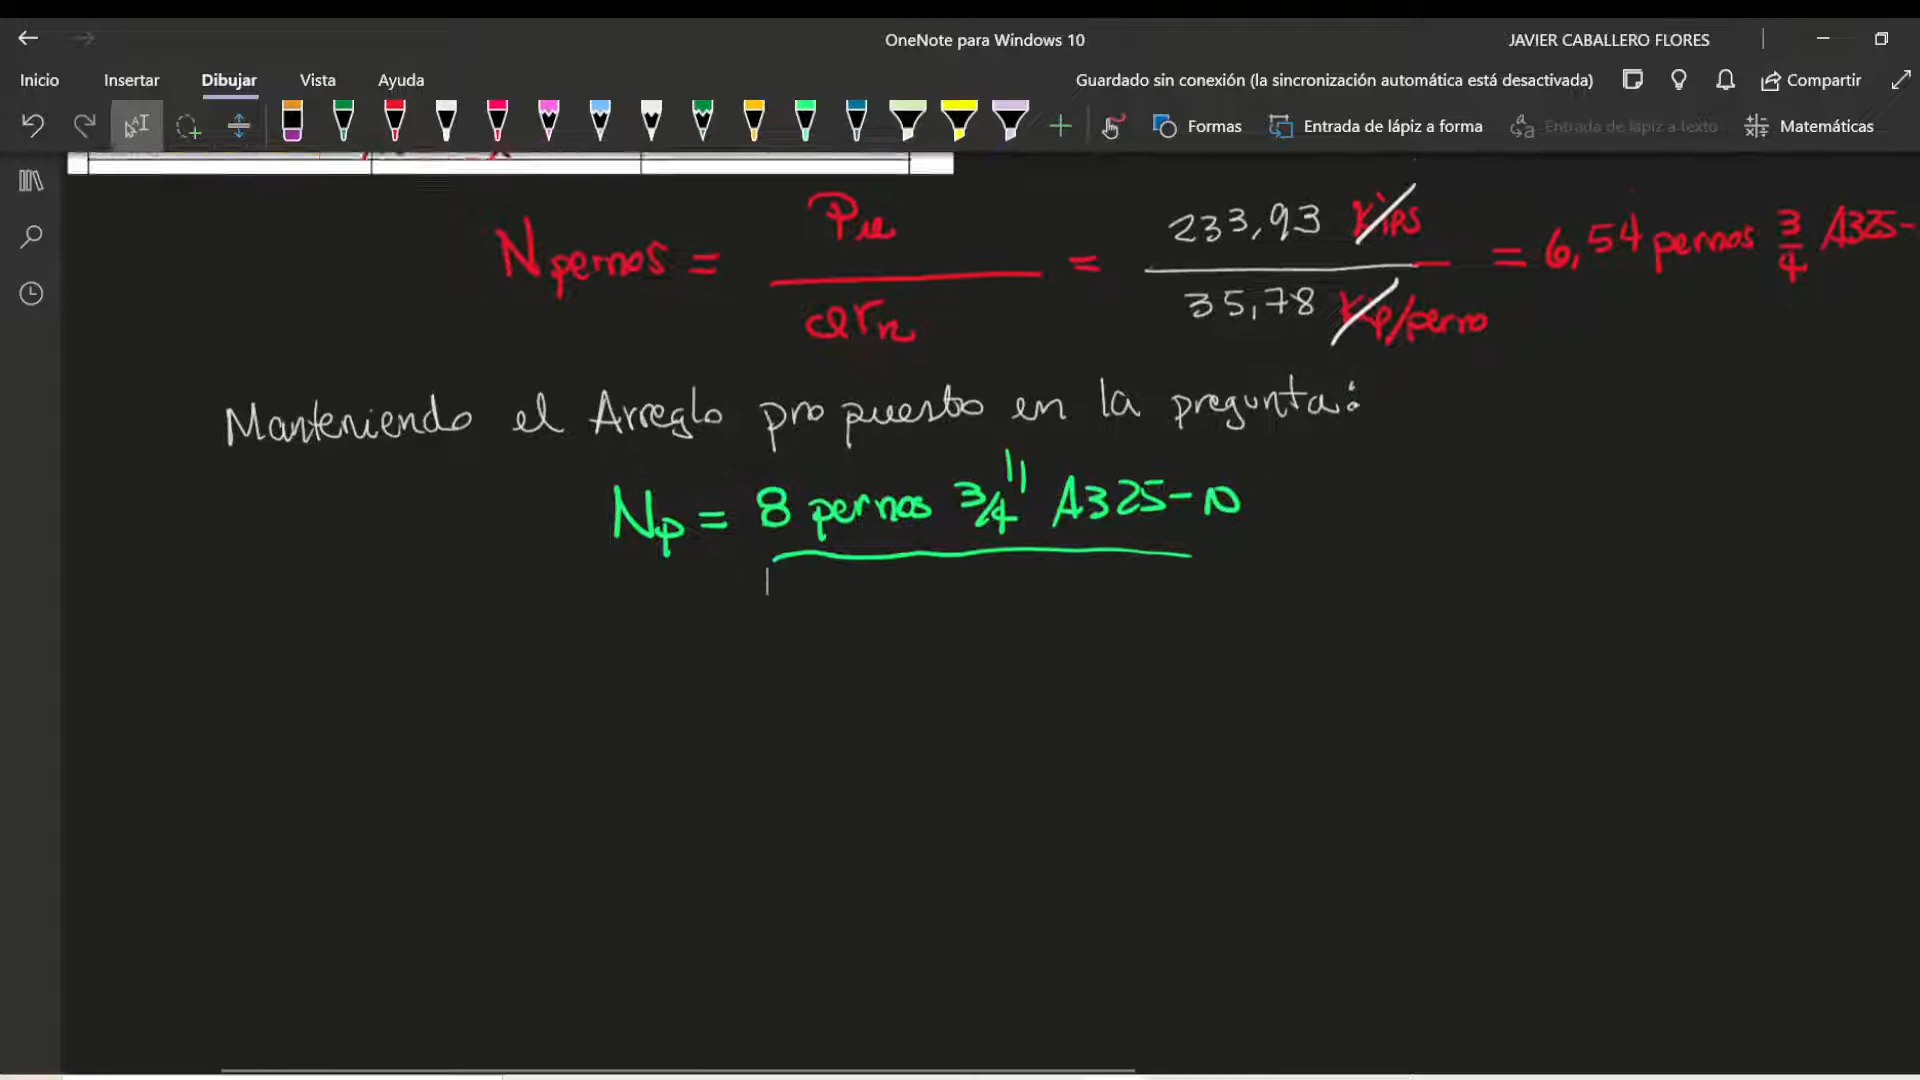 OneNote para Windows 10
JAVIER CABALLERO FLORES
Inicio Insertar Dibujar Vista Ayuda
Guardado sin conexión (la sincronización automática está desactivada)
Compartir
Formas
Entrada de lápiz a forma
Entrada de lápiz a texto
Matemáticas
N pernos = Pu / φrn = 233,93 Kips / 35,78 Kip/perno = 6,54 pernos 3/4 A325-
Manteniendo el Arreglo propuesto en la pregunta:
Np = 8 pernos 3/4" A325-N